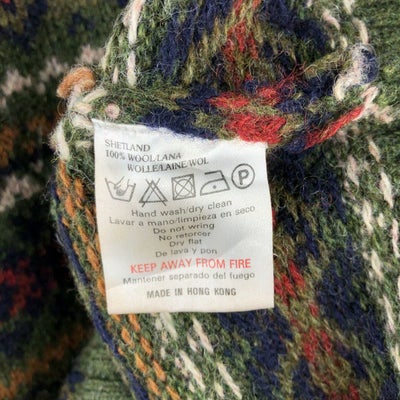 SHETLAND
100% WOOL/LANA
WOLLE/LAINE/WOL
P
Hand wash/dry clean
Lavar a mano/limpieza en seco
Do not wring
No retorcer
Dry flat
De lava y pon
KEEP AWAY FROM FIRE
Mantener separado del fuego
MADE IN HONG KONG